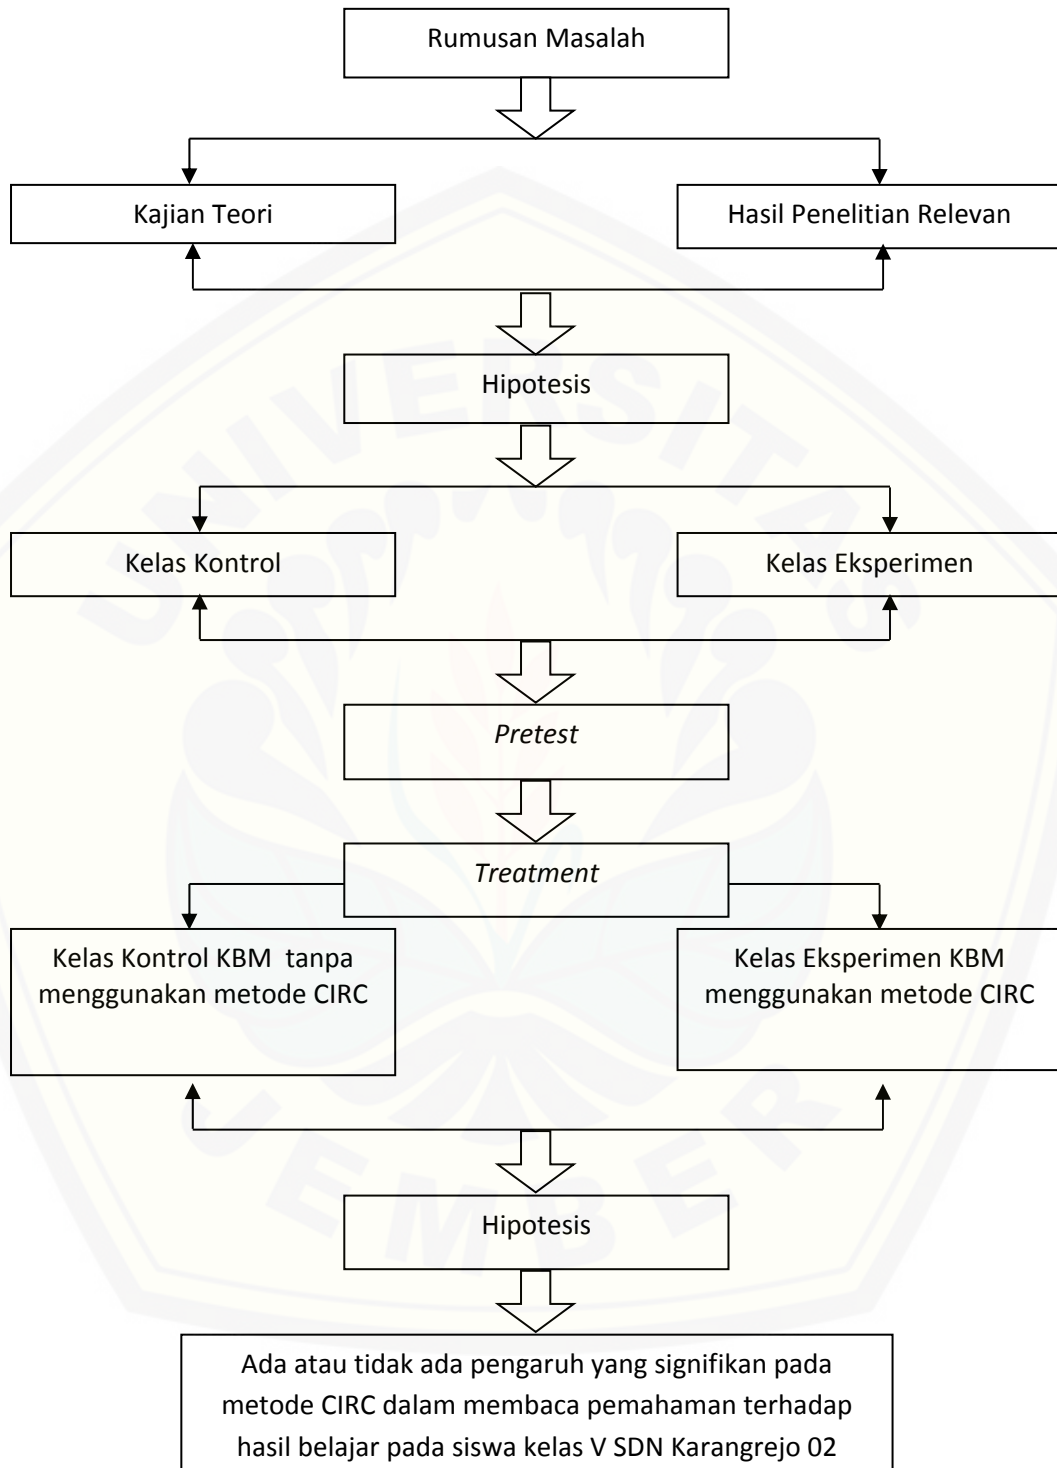 Rumusan Masalah
Kajian Teori
Hasil Penelitian Relevan
Hipotesis
Kelas Kontrol
Kelas Eksperimen
Pretest
Treatment
Kelas Kontrol KBM  tanpa
menggunakan metode CIRC
Kelas Eksperimen KBM
menggunakan metode CIRC
Hipotesis
Ada atau tidak ada pengaruh yang signifikan pada
metode CIRC dalam membaca pemahaman terhadap
hasil belajar pada siswa kelas V SDN Karangrejo 02
UNIVERSITAS
JEMBER